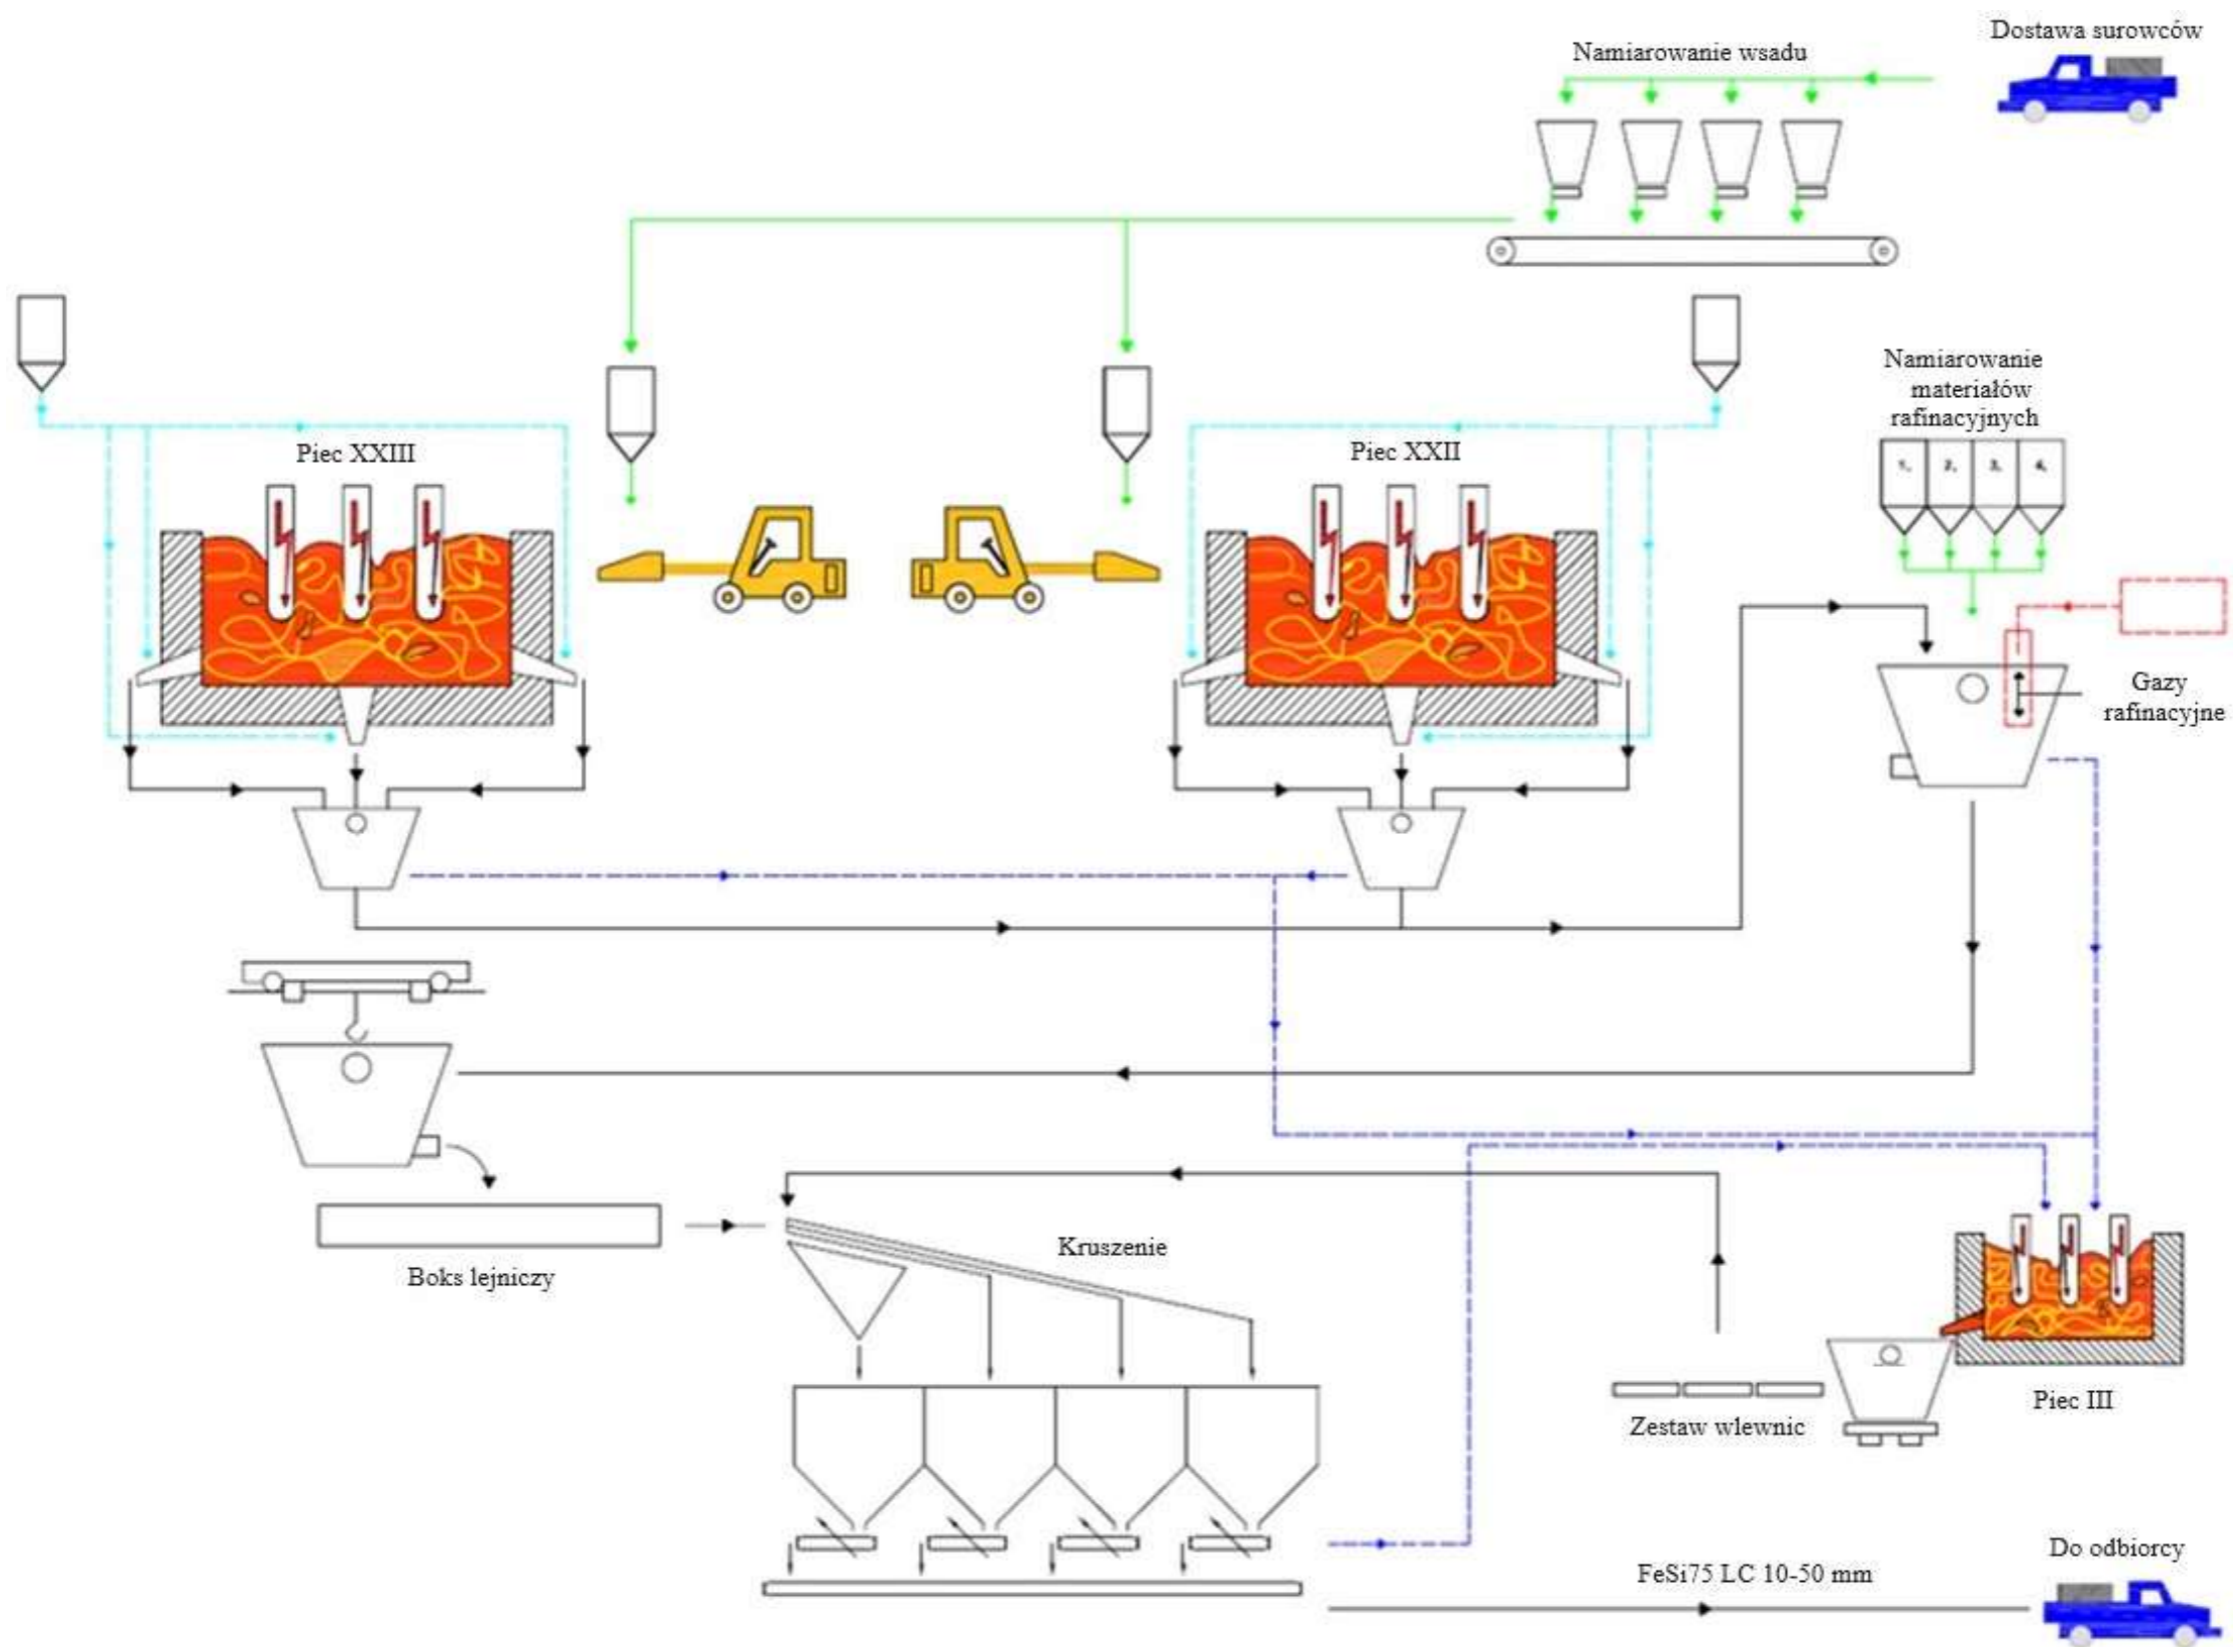 Dostawa surowców
Namiarowanie wsadu
Namiarowanie
materiałów
rafinacyjnych
Piec XXIII
Piec XXII
1, 2, 3, 4,
Gazy
rafinacyjne
Kruszenie
Boks lejniczy
Piec III
Zestaw wlewnic
Do odbiorcy
FeSi75 LC 10-50 mm